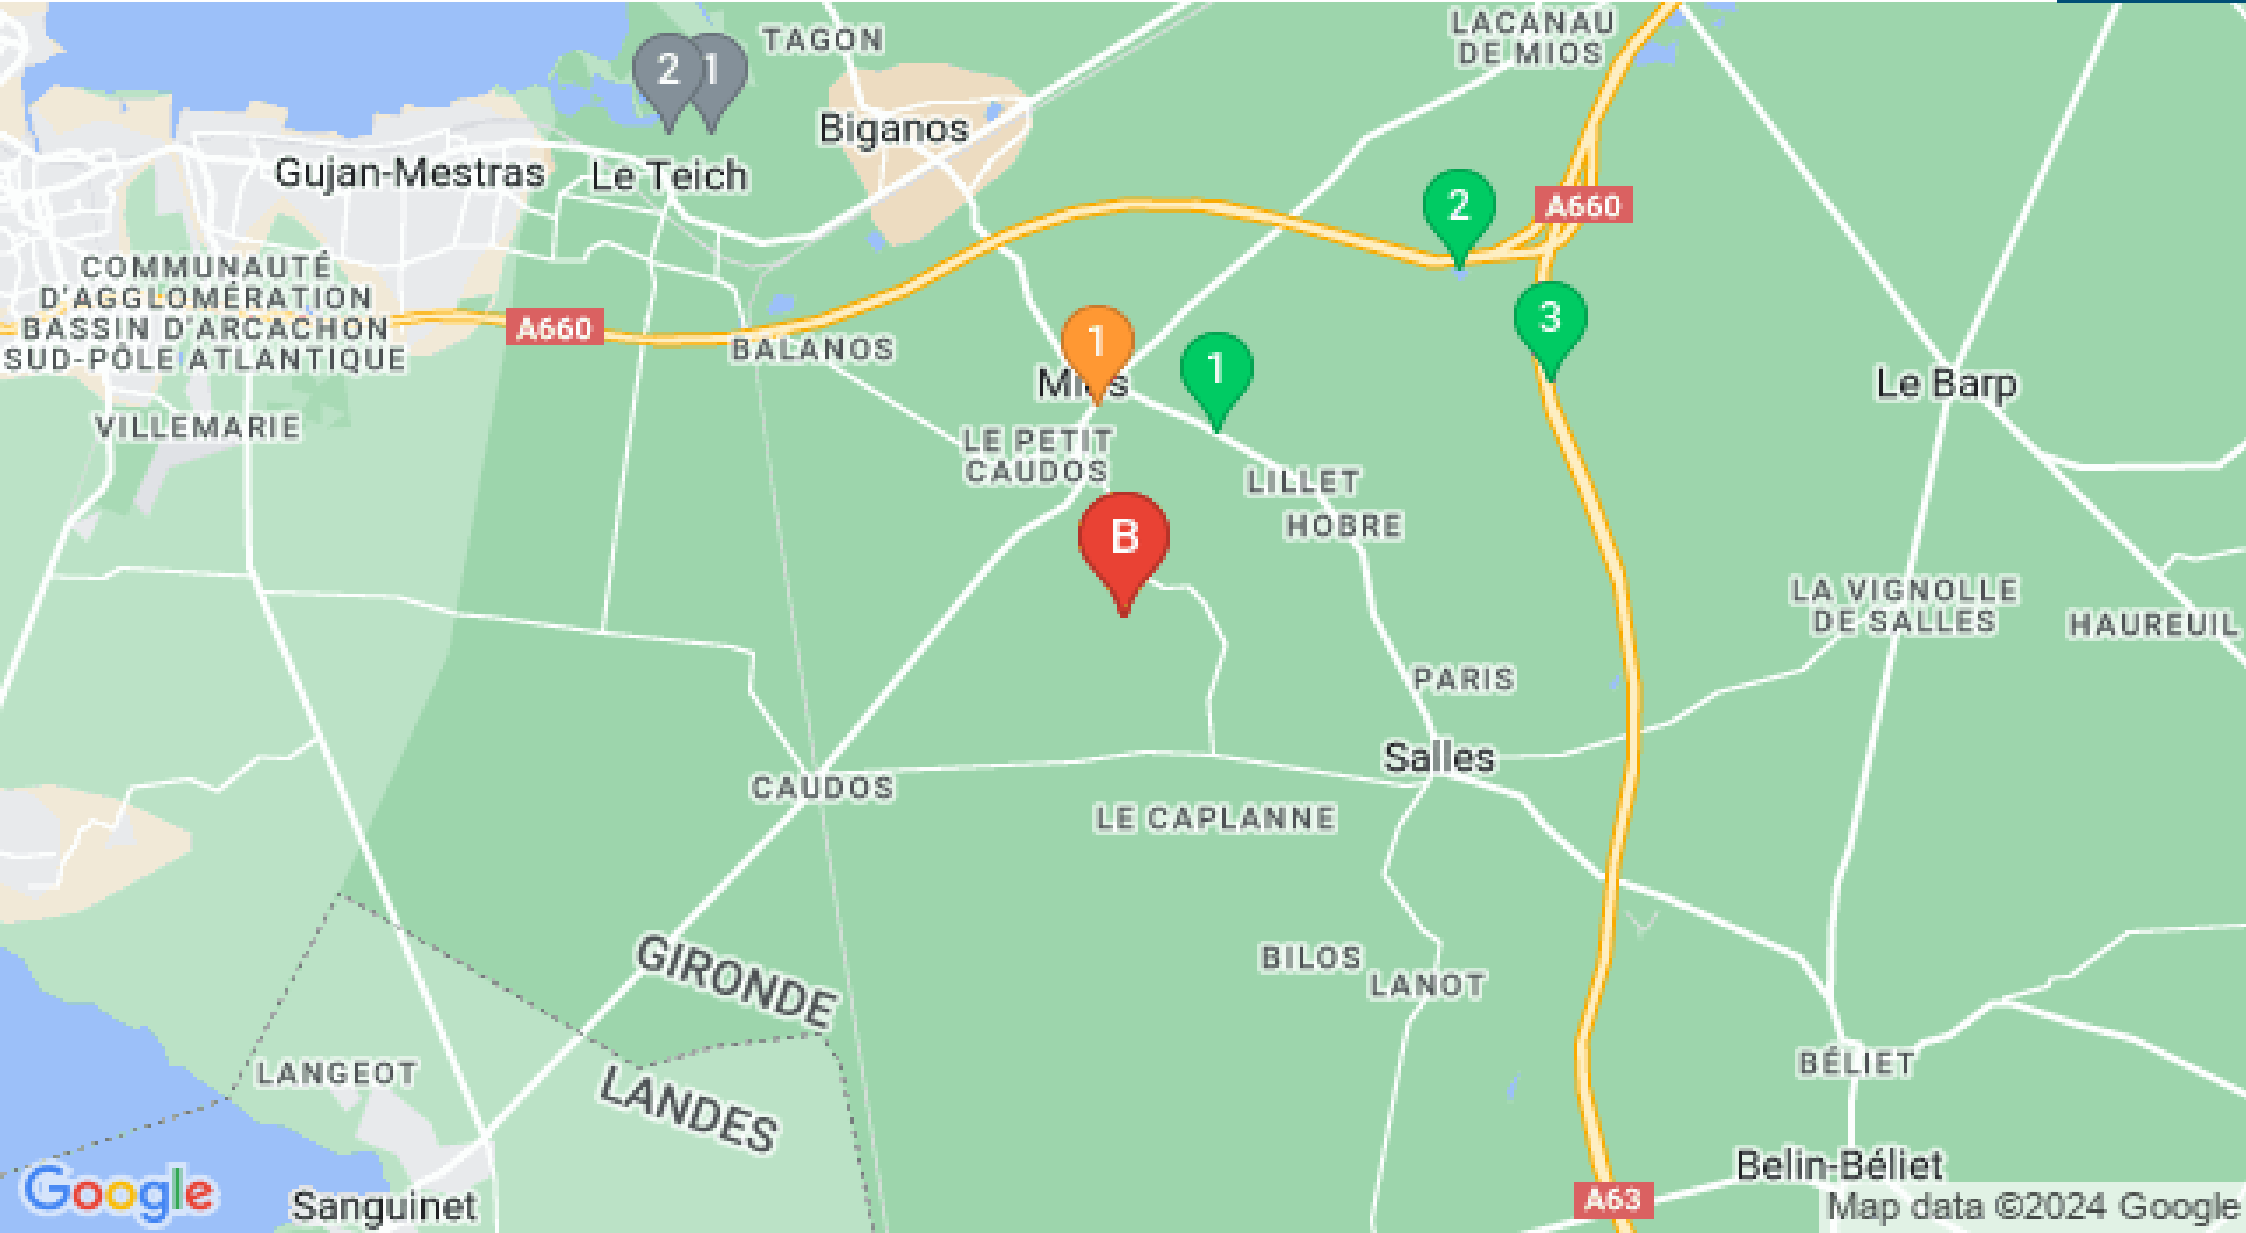 TAGON
LACANAU
DE MIOS
2
1
Biganos
Gujan-Mestras
Le Teich
2
A660
COMMUNAUTÉ
D'AGGLOMÉRATION
BASSIN D'ARCACHON
SUD-PÔLE ATLANTIQUE
A660
BALANOS
1
Mios
1
3
Le Barp
VILLEMARIE
LE PETIT
CAUDOS
LILLET
HOBRE
B
LA VIGNOLLE
DE SALLES
HAUREUIL
PARIS
Salles
CAUDOS
LE CAPLANNE
GIRONDE
BILOS
LANOT
LANGEOT
LANDES
BÉLIET
Belin-Béliet
Google
Sanguinet
A63
Map data ©2024 Google